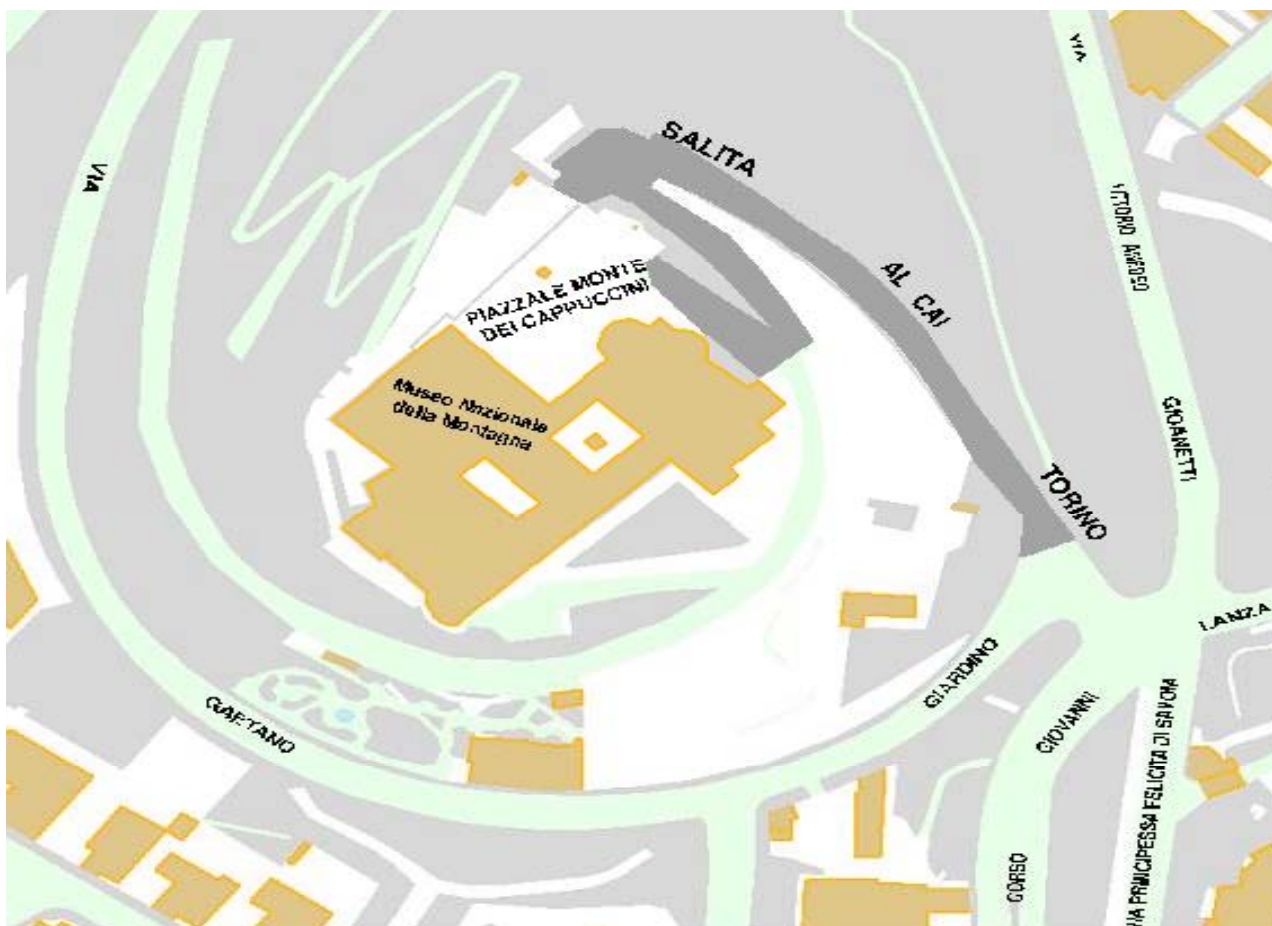 VIA
SALITA
VIA
VITTORIO AMEDEO
AL CAI
PIAZZALE MONTE
DEI CAPPUCCINI
Museo Nazionale
della Montagna
GIOANETTI
TORINO
LANZA
GIARDINO
GIOVANNI
GAETANO
VIA PRINCIPESSA FELICITA DI SAVOIA
CORSO